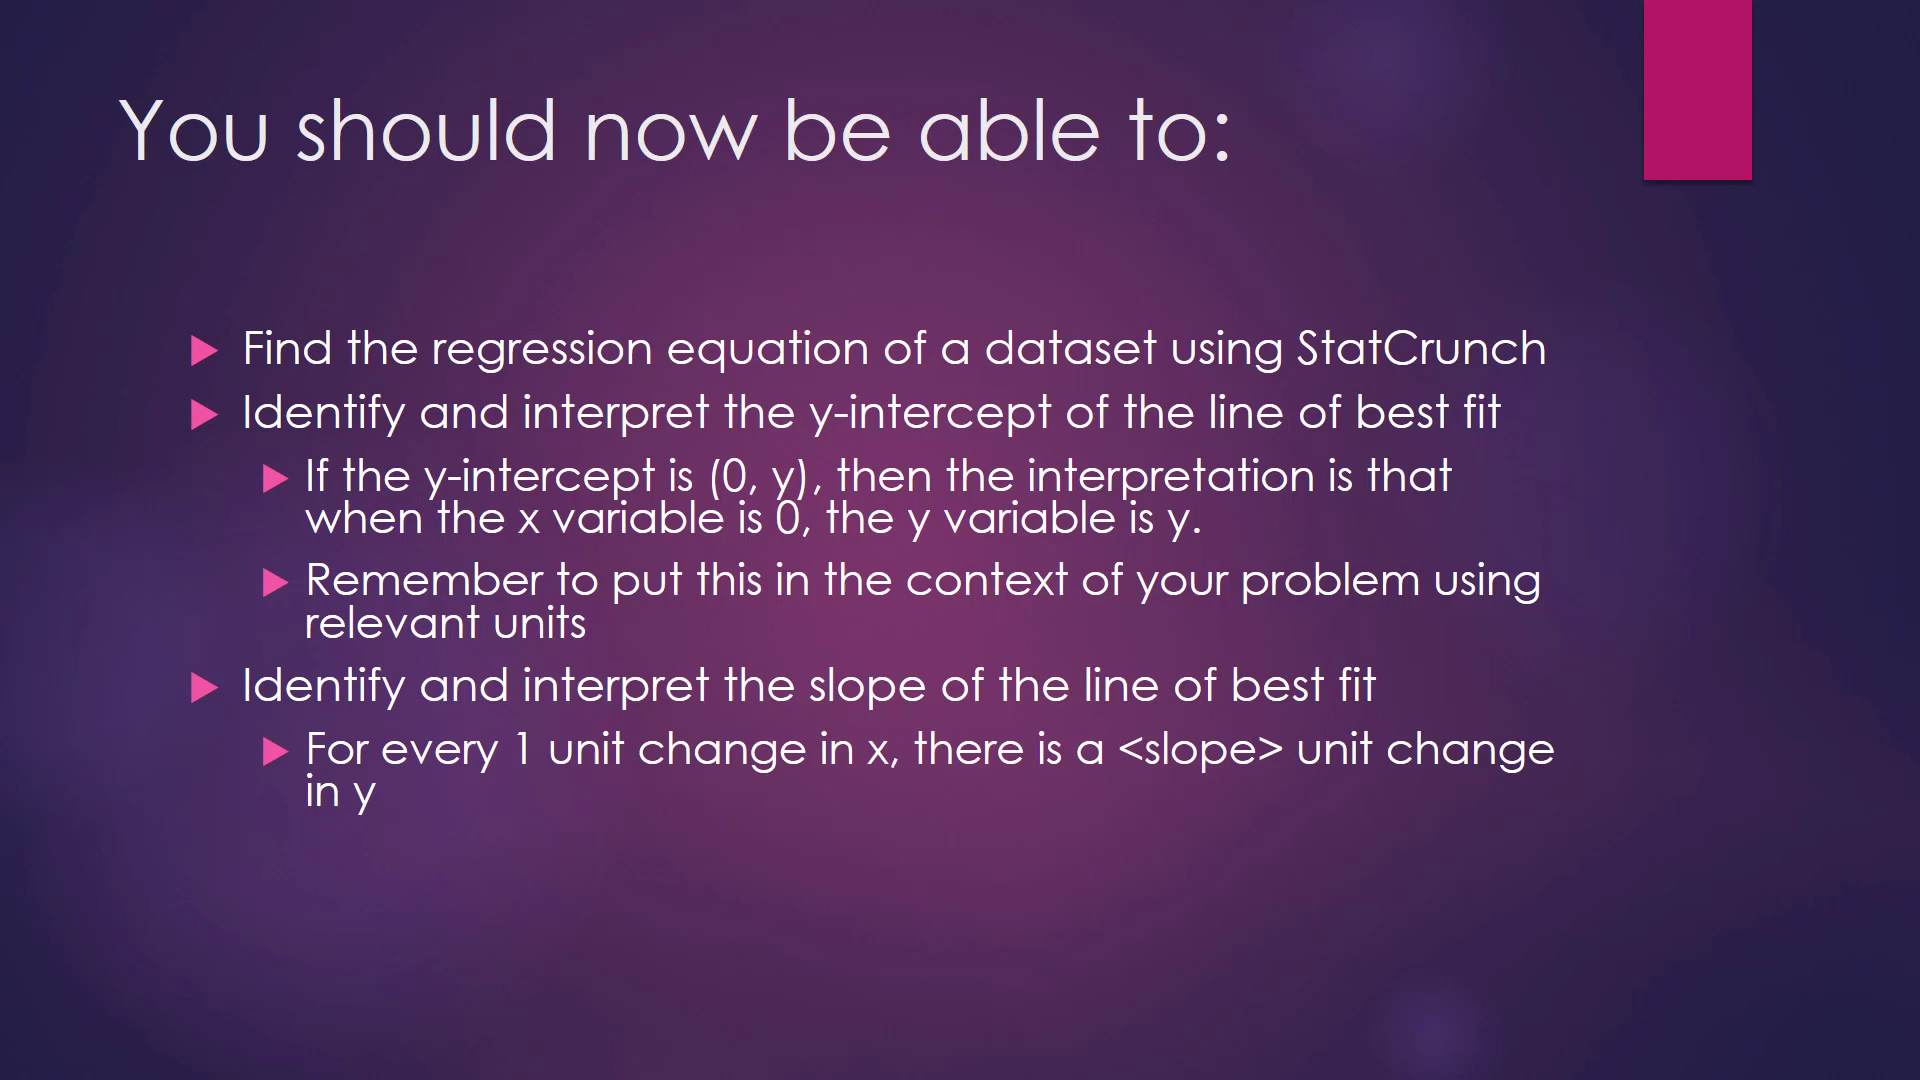 You should now be able to:
Find the regression equation of a dataset using StatCrunch
Identify and interpret the y-intercept of the line of best fit
If the y-intercept is (0, y), then the interpretation is that
when the x variable is 0, the y variable is y.
Remember to put this in the context of your problem using
relevant units
Identify and interpret the slope of the line of best fit
For every 1 unit change in x, there is a <slope> unit change
in y